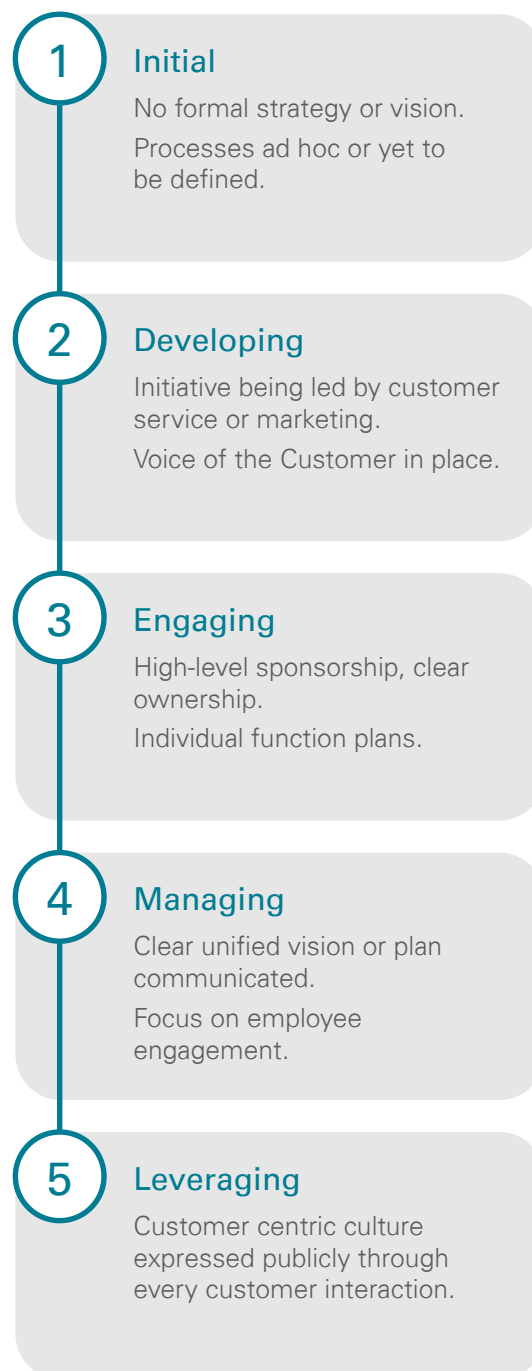 1
Initial
No formal strategy or vision.
Processes ad hoc or yet to
be defined.
2
Developing
Initiative being led by customer
service or marketing.
Voice of the Customer in place.
3
Engaging
High-level sponsorship, clear
ownership.
Individual function plans.
4
Managing
Clear unified vision or plan
communicated.
Focus on employee
engagement.
5
Leveraging
Customer centric culture
expressed publicly through
every customer interaction.